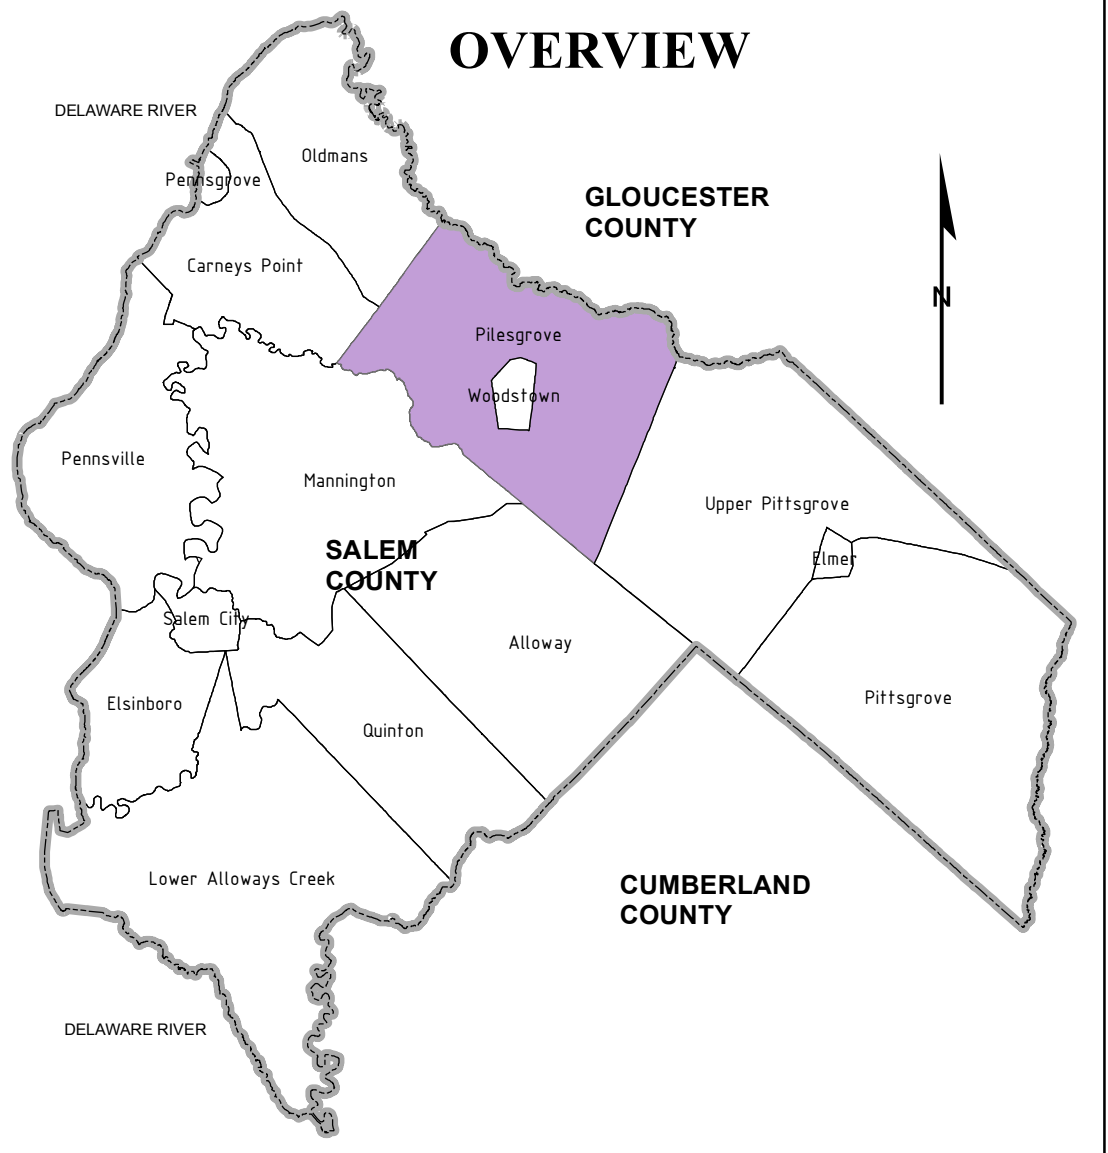 OVERVIEW
DELAWARE RIVER
Oldmans
Pennsgrove
GLOUCESTER
COUNTY
Carneys Point
N
Pilesgrove
Woodstown
Pennsville
Mannington
Upper Pittsgrove
SALEM
COUNTY
Elmer
Salem City
Alloway
Elsinboro
Pittsgrove
Quinton
Lower Alloways Creek
CUMBERLAND
COUNTY
DELAWARE RIVER